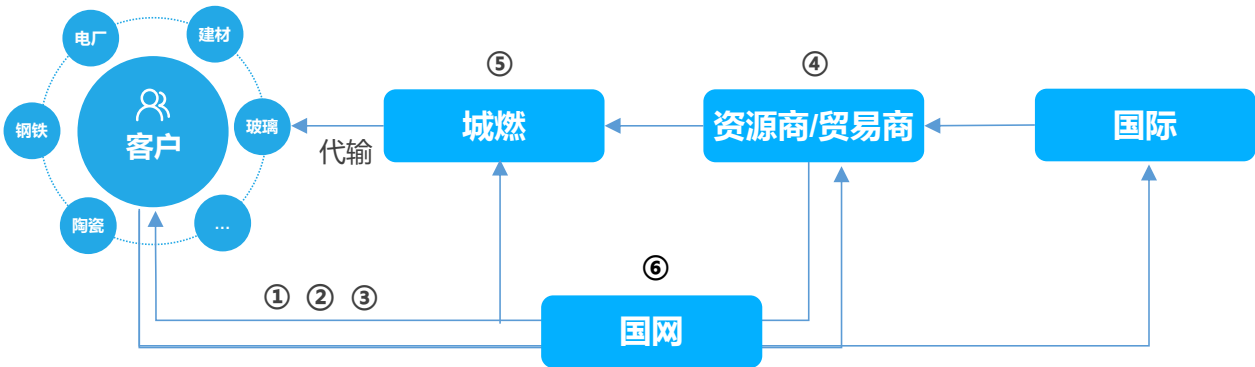 电厂
建材
钢铁
客户
玻璃
陶瓷
...
代输
⑤
城燃
④
资源商/贸易商
国际
① ② ③
⑥
国网